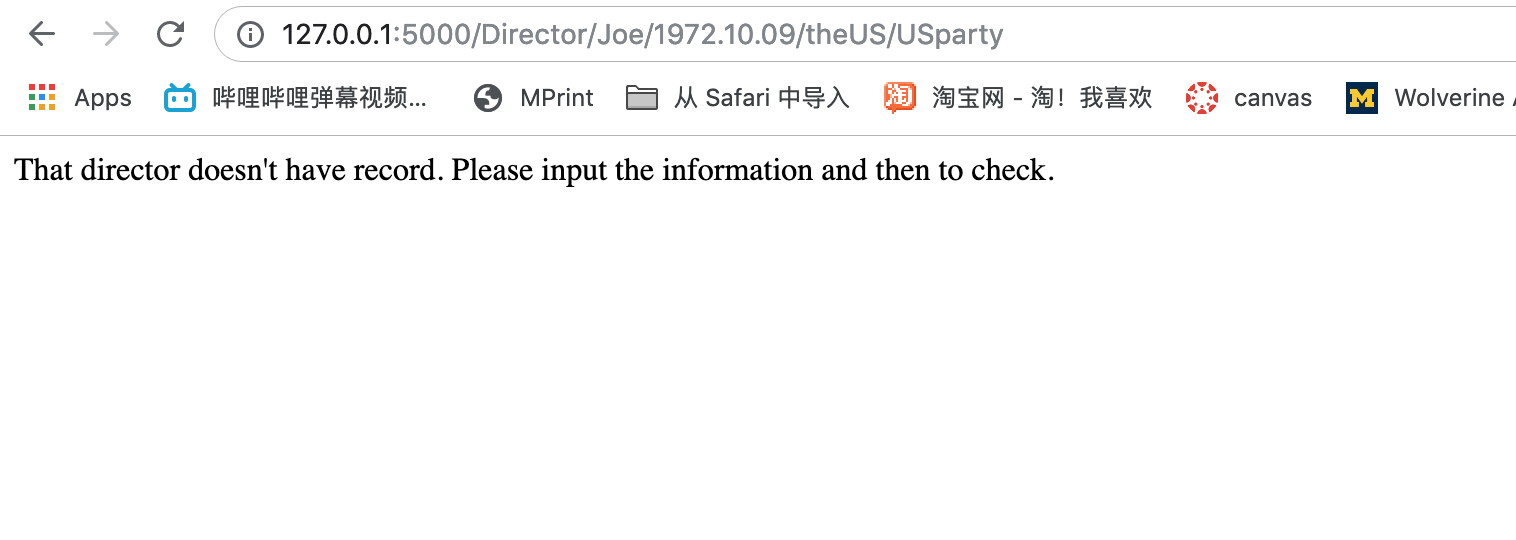 127.0.0.1:5000/Director/Joe/1972.10.09/theUS/USparty
Apps 哔哩哔哩弹幕视频... MPrint 从 Safari 中导入 淘 淘宝网 - 淘！我喜欢 canvas M Wolverine
That director doesn't have record. Please input the information and then to check.